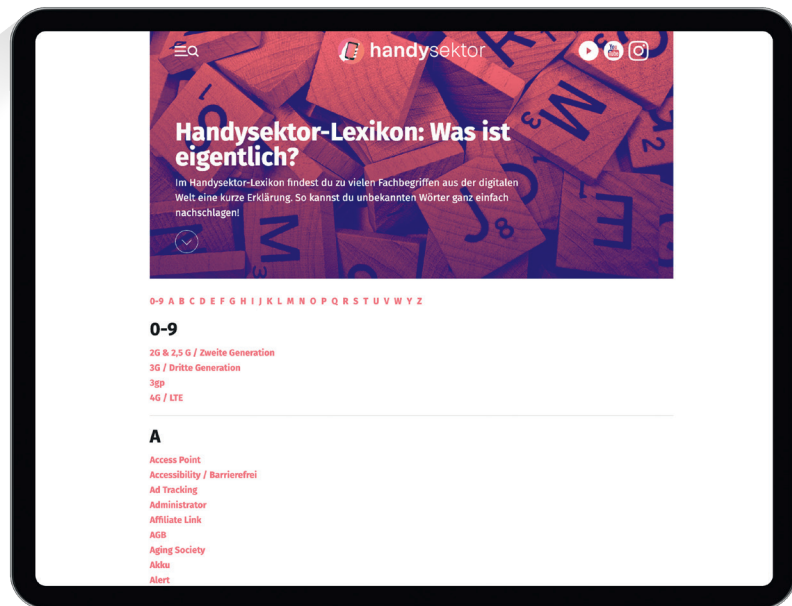 handysektor
Handysektor-Lexikon: Was ist
eigentlich?
Im Handysektor-Lexikon findest du zu vielen Fachbegriffen aus der digitalen
Welt eine kurze Erklärung. So kannst du unbekannten Wörter ganz einfach
nachschlagen!
0-9 A B C D E F G H I J K L M N O P Q R S T U V W Y Z
0-9
2G & 2,5 G / Zweite Generation
3G / Dritte Generation
3gp
4G / LTE
A
Access Point
Accessibility / Barrierefrei
Ad Tracking
Administrator
Affiliate Link
AGB
Aging Society
Akku
Alert